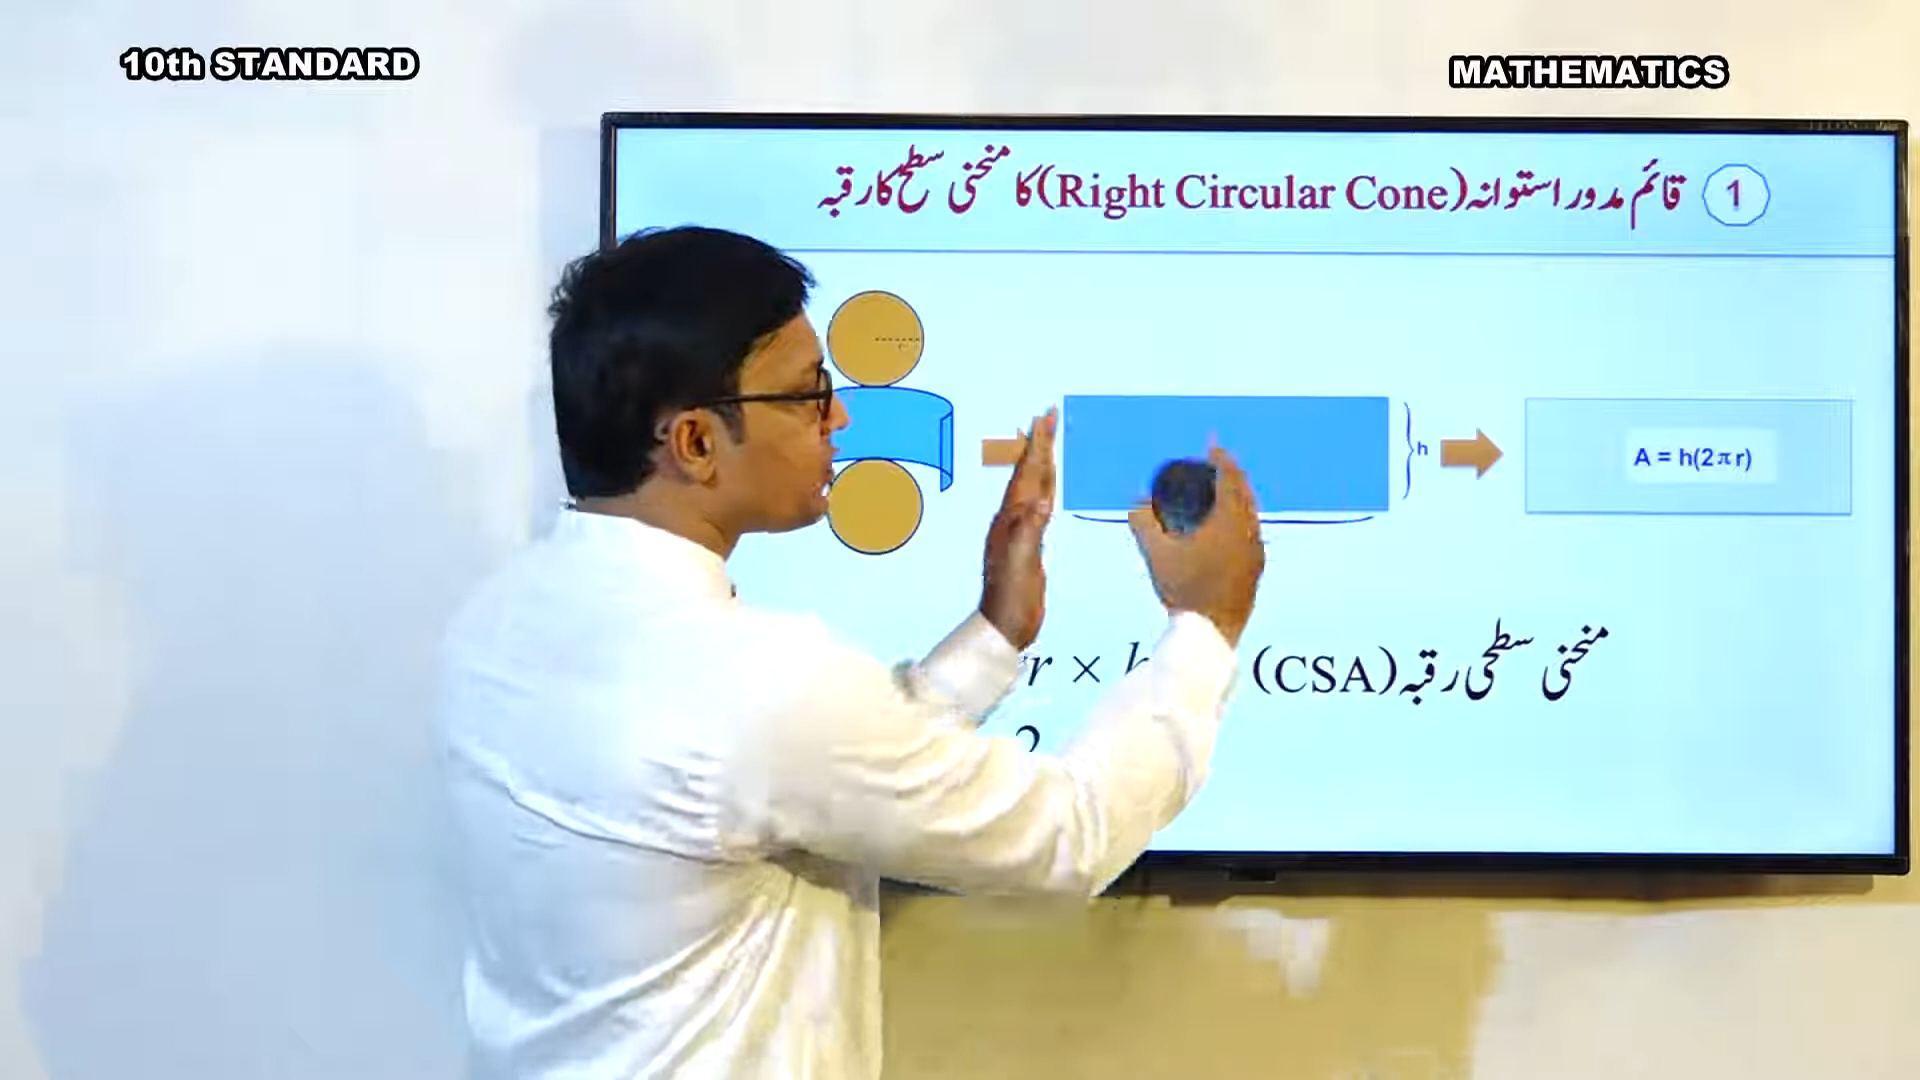 10th STANDARD
MATHEMATICS
1 قائم مدور استوانہ (Right Circular Cone) کا منحنی سطح کا رقبہ
r
h
A = h(2πr)
منحنی سطحی رقبہ (CSA)
r × h
2